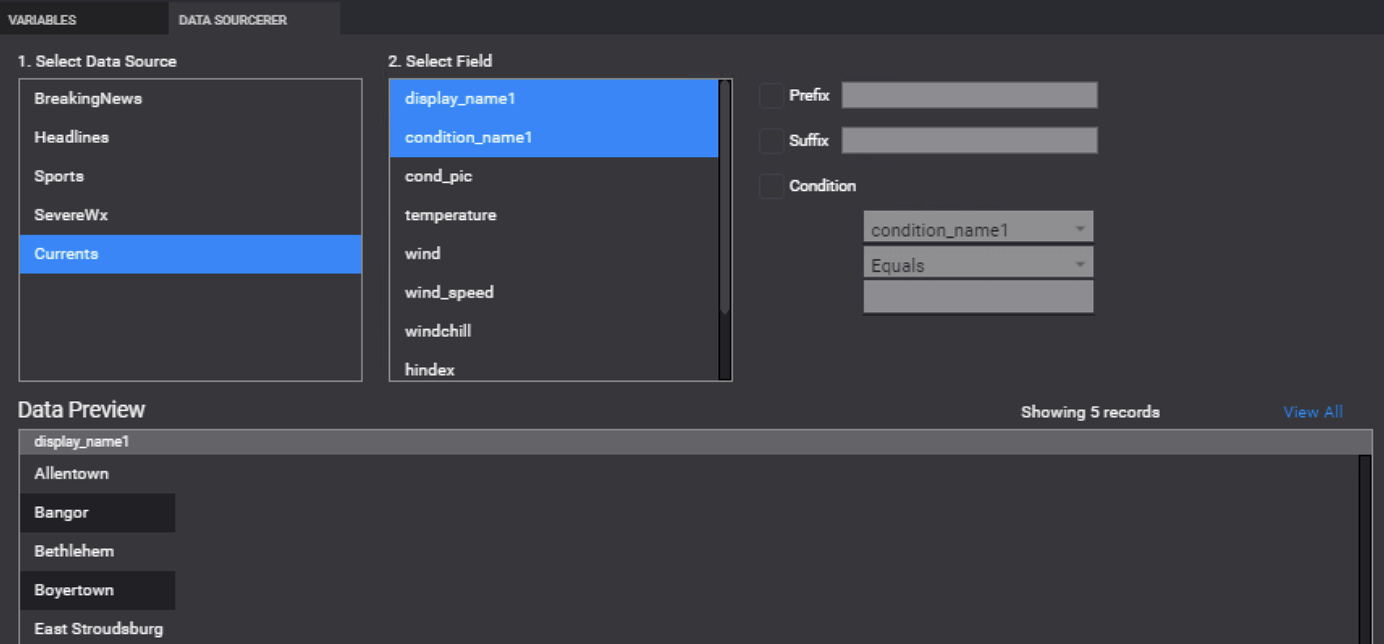 VARIABLES
DATA SOURCERER
1. Select Data Source
BreakingNews
Headlines
Sports
SevereWx
Currents
2. Select Field
display_name1
condition_name1
cond_pic
temperature
wind
wind_speed
windchill
hindex
Prefix
Suffix
Condition
condition_name1
Equals
Data Preview
Showing 5 records
View All
display_name1
Allentown
Bangor
Bethlehem
Boyertown
East Stroudsburg